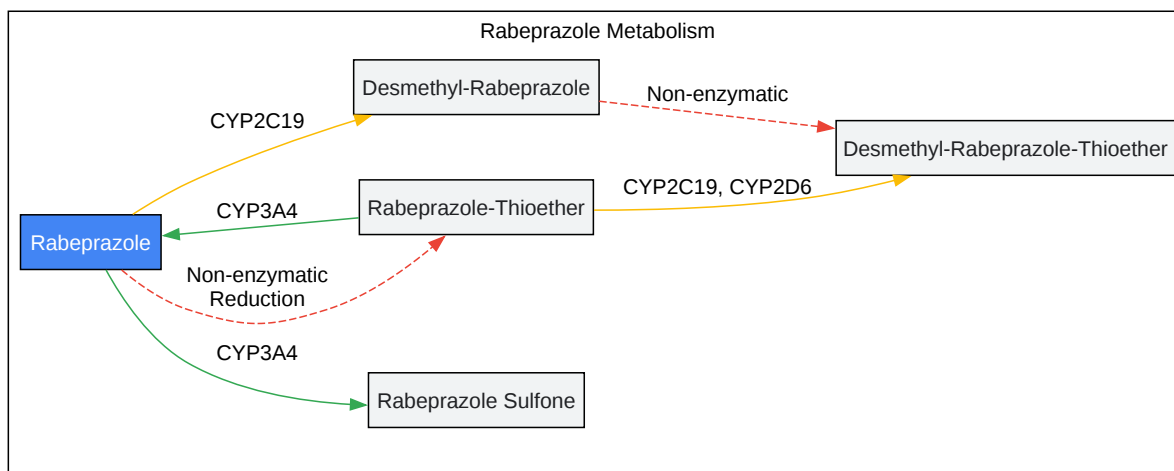 Rabeprazole Metabolism
Desmethyl-Rabeprazole
Non-enzymatic
CYP2C19
Desmethyl-Rabeprazole-Thioether
CYP2C19, CYP2D6
Rabeprazole-Thioether
CYP3A4
Rabeprazole
Non-enzymatic
Reduction
CYP3A4
Rabeprazole Sulfone